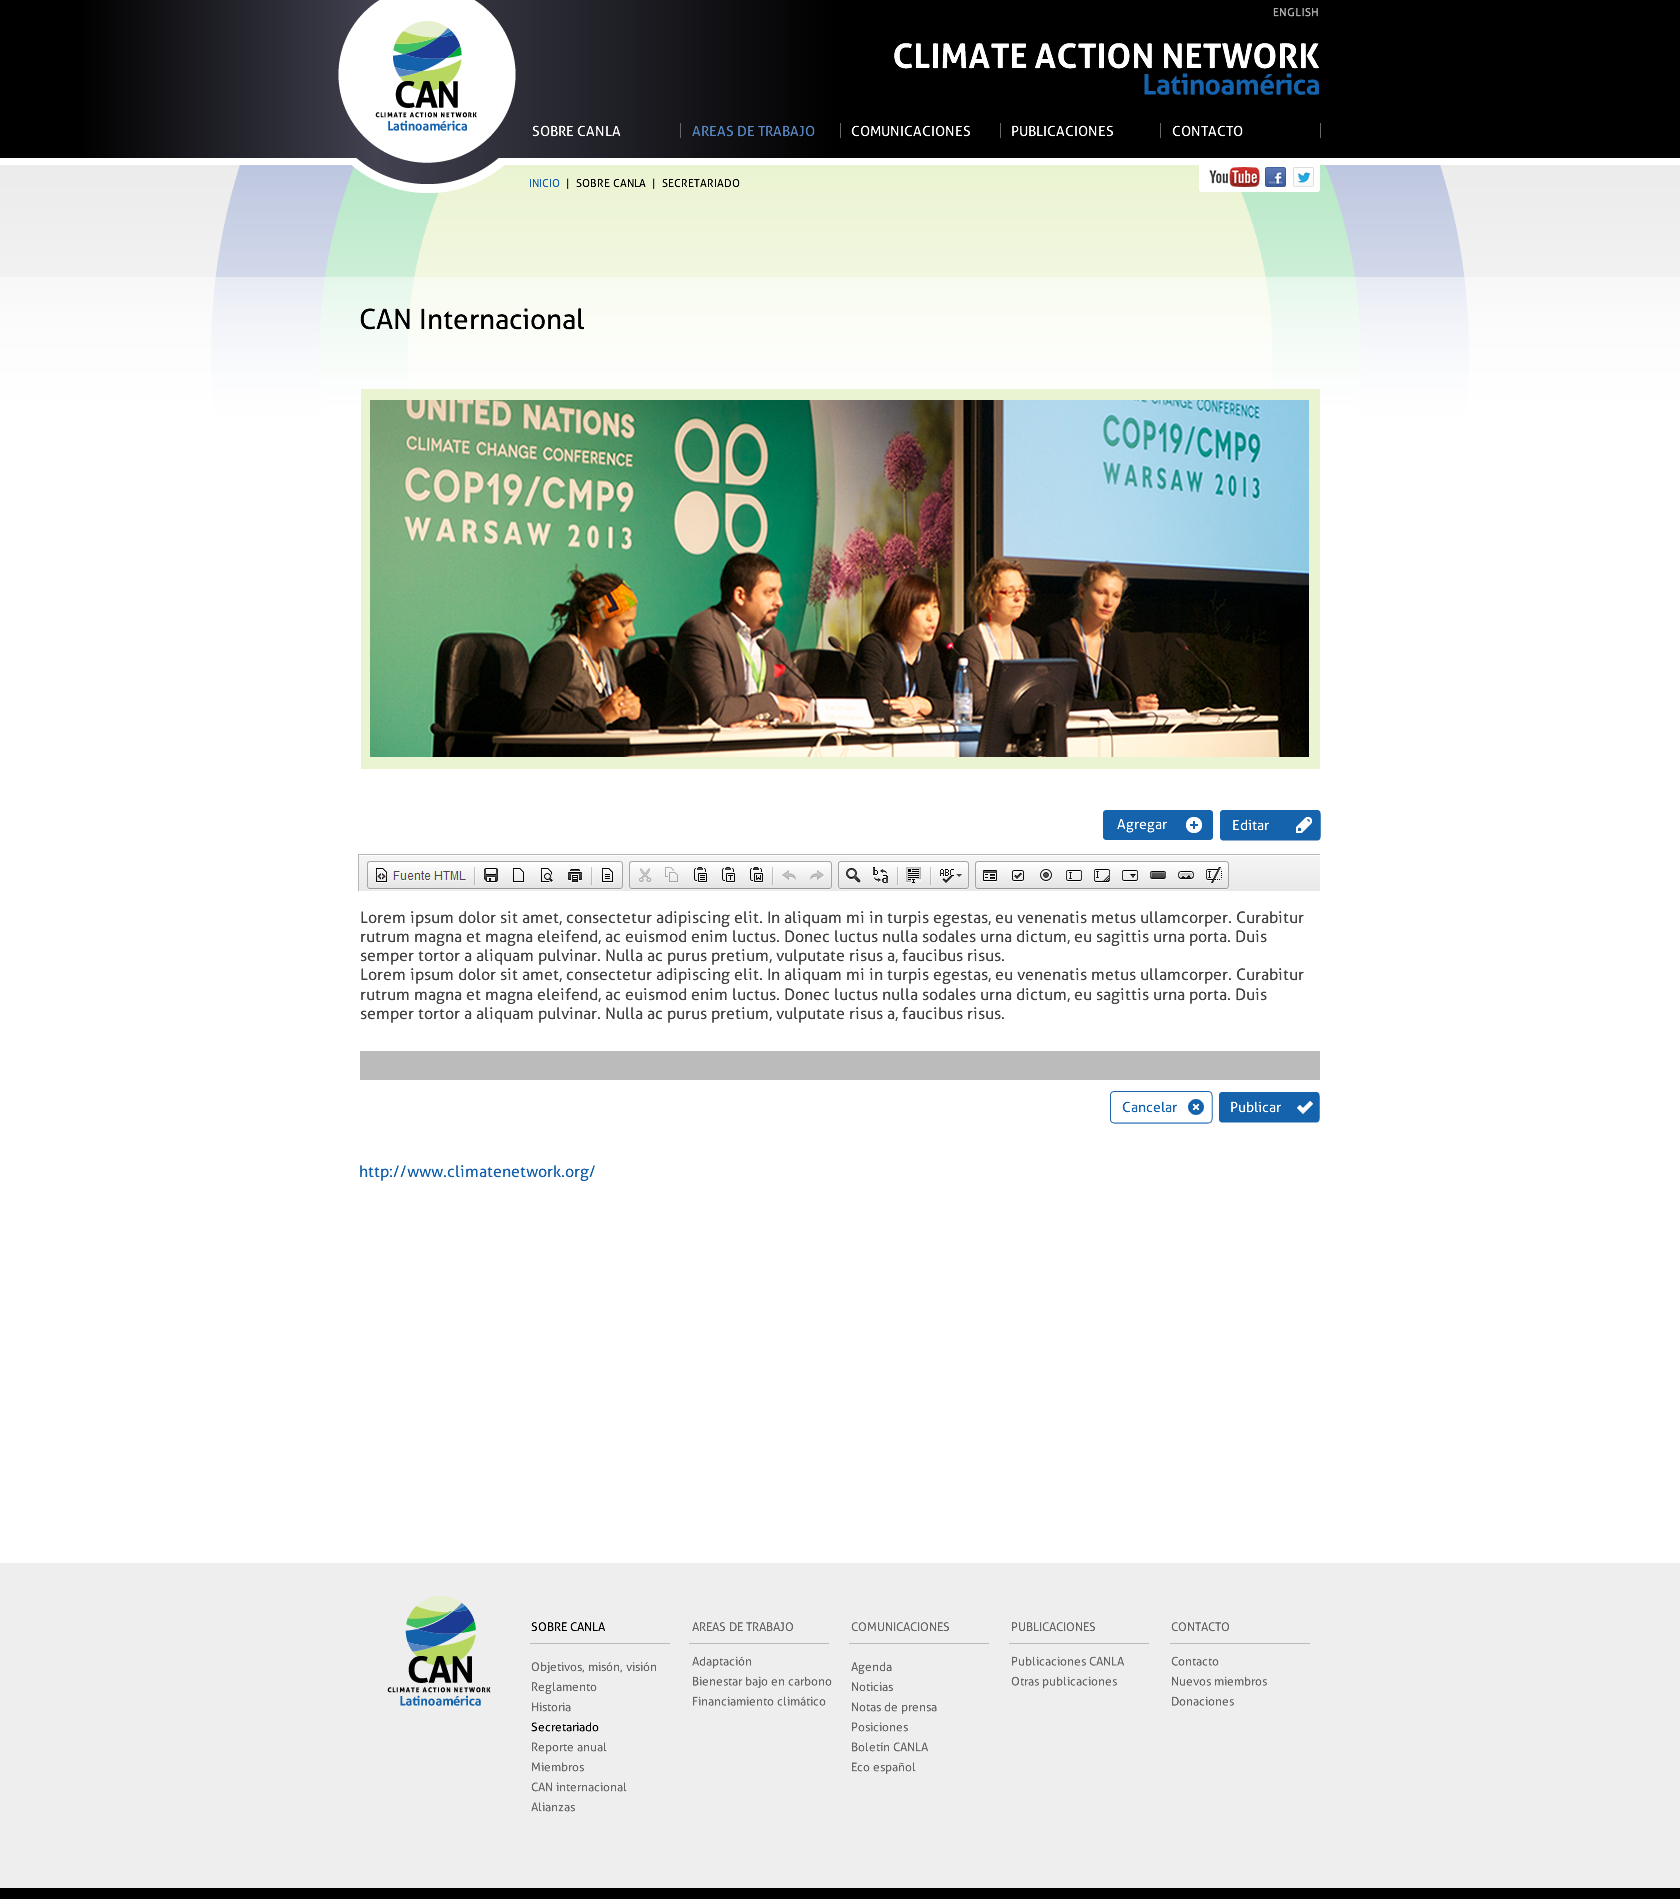 ENGLISH
CLIMATE ACTION NETWORK
Latinoamérica
CAN
CLIMATE ACTION NETWORK
Latinoamérica
SOBRE CANLA
AREAS DE TRABAJO
COMUNICACIONES
PUBLICACIONES
CONTACTO
INICIO | SOBRE CANLA | SECRETARIADO
YouTube
CAN Internacional
UNITED NATIONS
CLIMATE CHANGE CONFERENCE
COP19/CMP9
WARSAW 2013
CHANGE CONFERENCE
COP19/CMP9
WARSAW 2013
Agregar
Editar
Fuente HTML
Lorem ipsum dolor sit amet, consectetur adipiscing elit. In aliquam mi in turpis egestas, eu venenatis metus ullamcorper. Curabitur
rutrum magna et magna eleifend, ac euismod enim luctus. Donec luctus nulla sodales urna dictum, eu sagittis urna porta. Duis
semper tortor a aliquam pulvinar. Nulla ac purus pretium, vulputate risus a, faucibus risus.
Lorem ipsum dolor sit amet, consectetur adipiscing elit. In aliquam mi in turpis egestas, eu venenatis metus ullamcorper. Curabitur
rutrum magna et magna eleifend, ac euismod enim luctus. Donec luctus nulla sodales urna dictum, eu sagittis urna porta. Duis
semper tortor a aliquam pulvinar. Nulla ac purus pretium, vulputate risus a, faucibus risus.
Cancelar
Publicar
http://www.climatenetwork.org/
CAN
CLIMATE ACTION NETWORK
Latinoamérica
SOBRE CANLA
Objetivos, misón, visión
Reglamento
Historia
Secretariado
Reporte anual
Miembros
CAN internacional
Alianzas
AREAS DE TRABAJO
Adaptación
Bienestar bajo en carbono
Financiamiento climático
COMUNICACIONES
Agenda
Noticias
Notas de prensa
Posiciones
Boletín CANLA
Eco español
PUBLICACIONES
Publicaciones CANLA
Otras publicaciones
CONTACTO
Contacto
Nuevos miembros
Donaciones